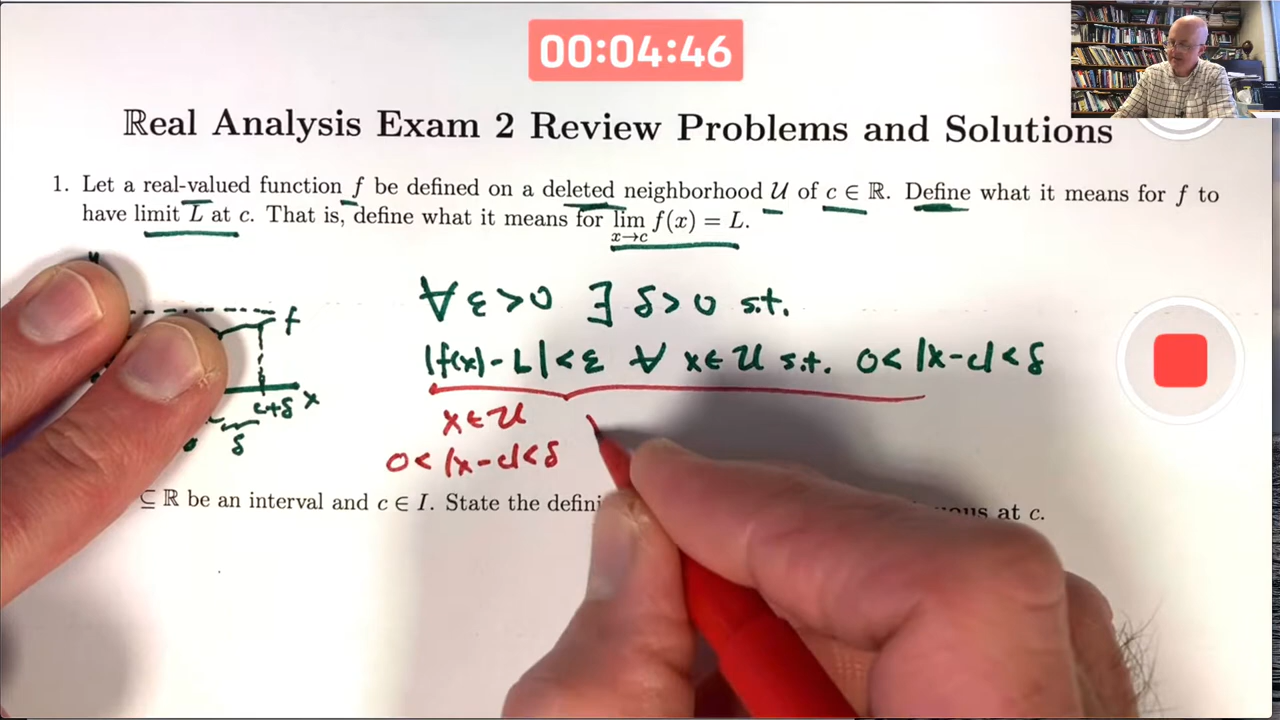 00:04:46
Real Analysis Exam 2 Review Problems and Solutions
1. Let a real-valued function f be defined on a deleted neighborhood 𝒰 of c ∈ ℝ. Define what it means for f to
have limit L at c. That is, define what it means for lim x→c f(x) = L.
∀ ε > 0 ∃ δ > 0 s.t.
|f(x) - L| < ε ∀ x ∈ 𝒰 s.t. 0 < |x - c| < δ
f
c+δ x
δ
x ∈ 𝒰
0 < |x - c| < δ
⊆ ℝ be an interval and c ∈ I. State the at c.